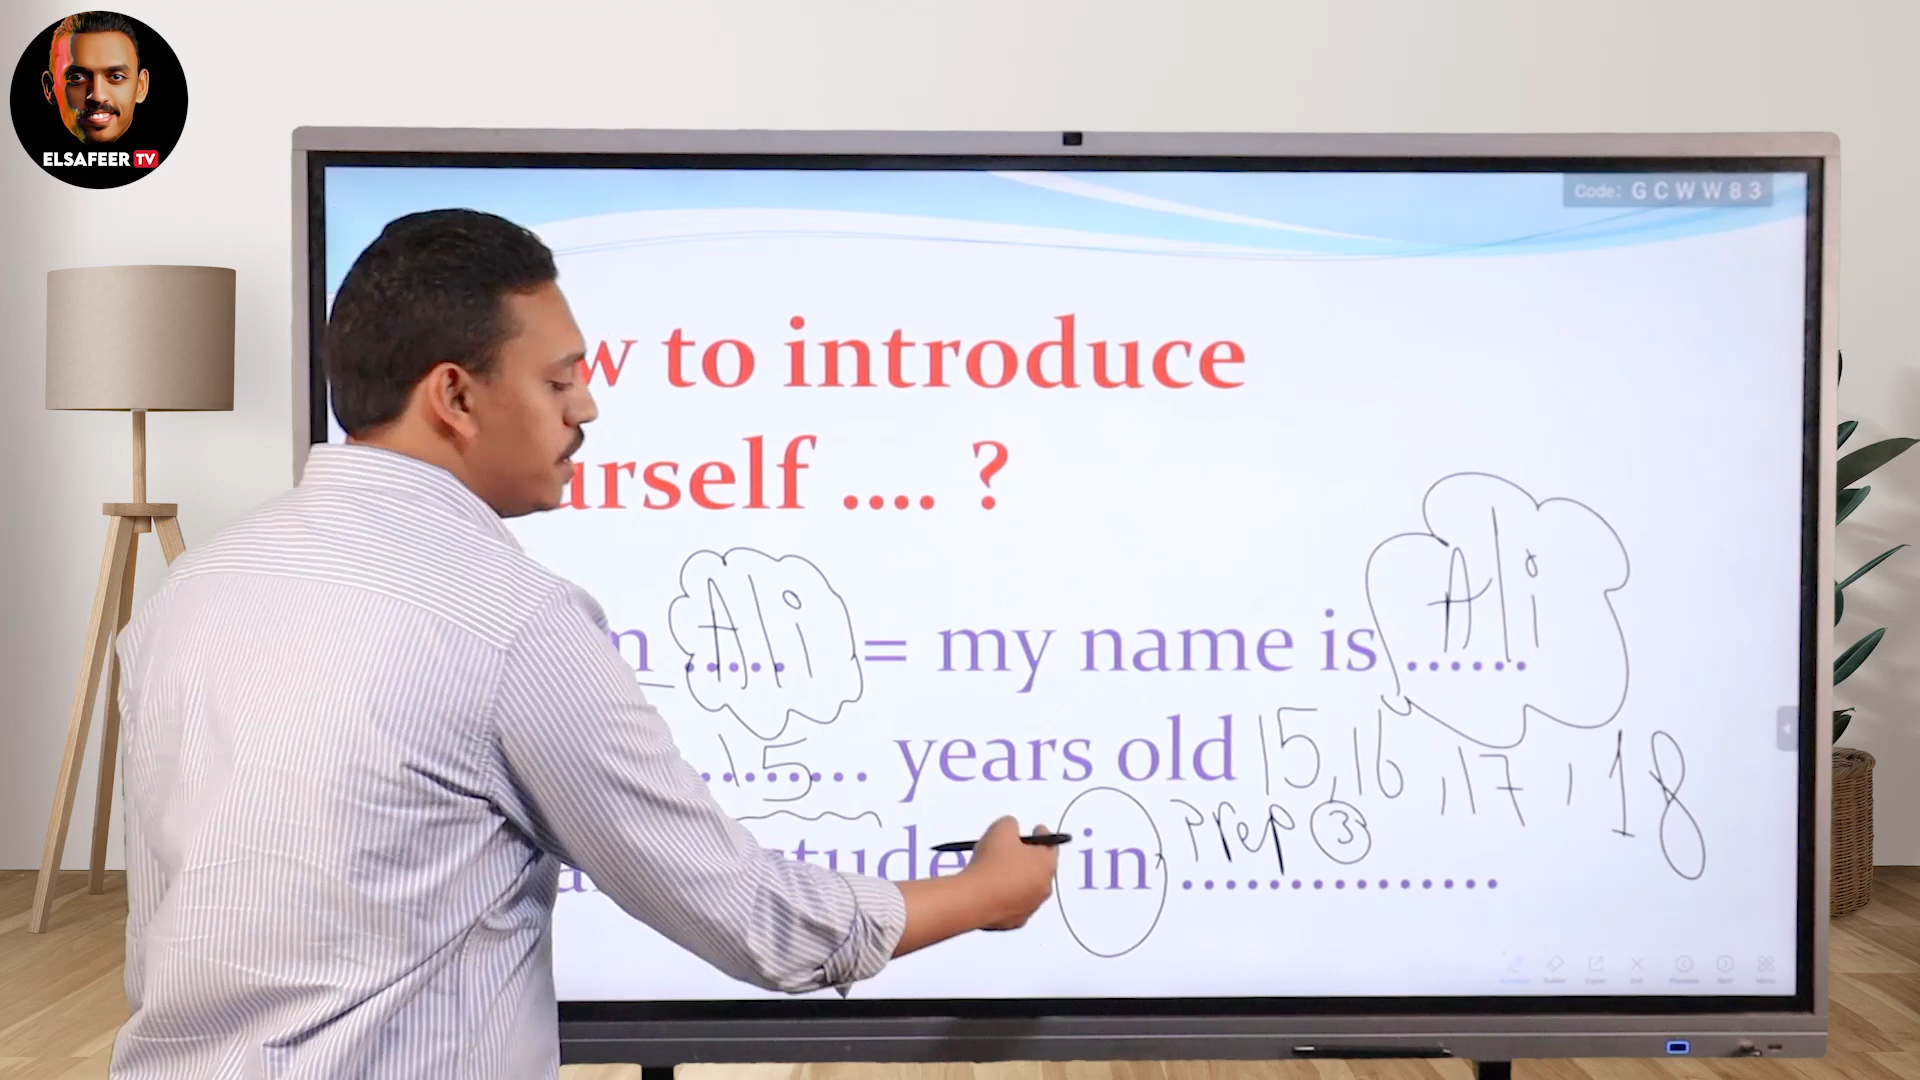 ELSAFEER TV
Code: GCWW83
w to introduce
urself .... ?
Ali = my name is Ali ......
15 years old 15, 16, 17, 18
in Prep 3 ...............